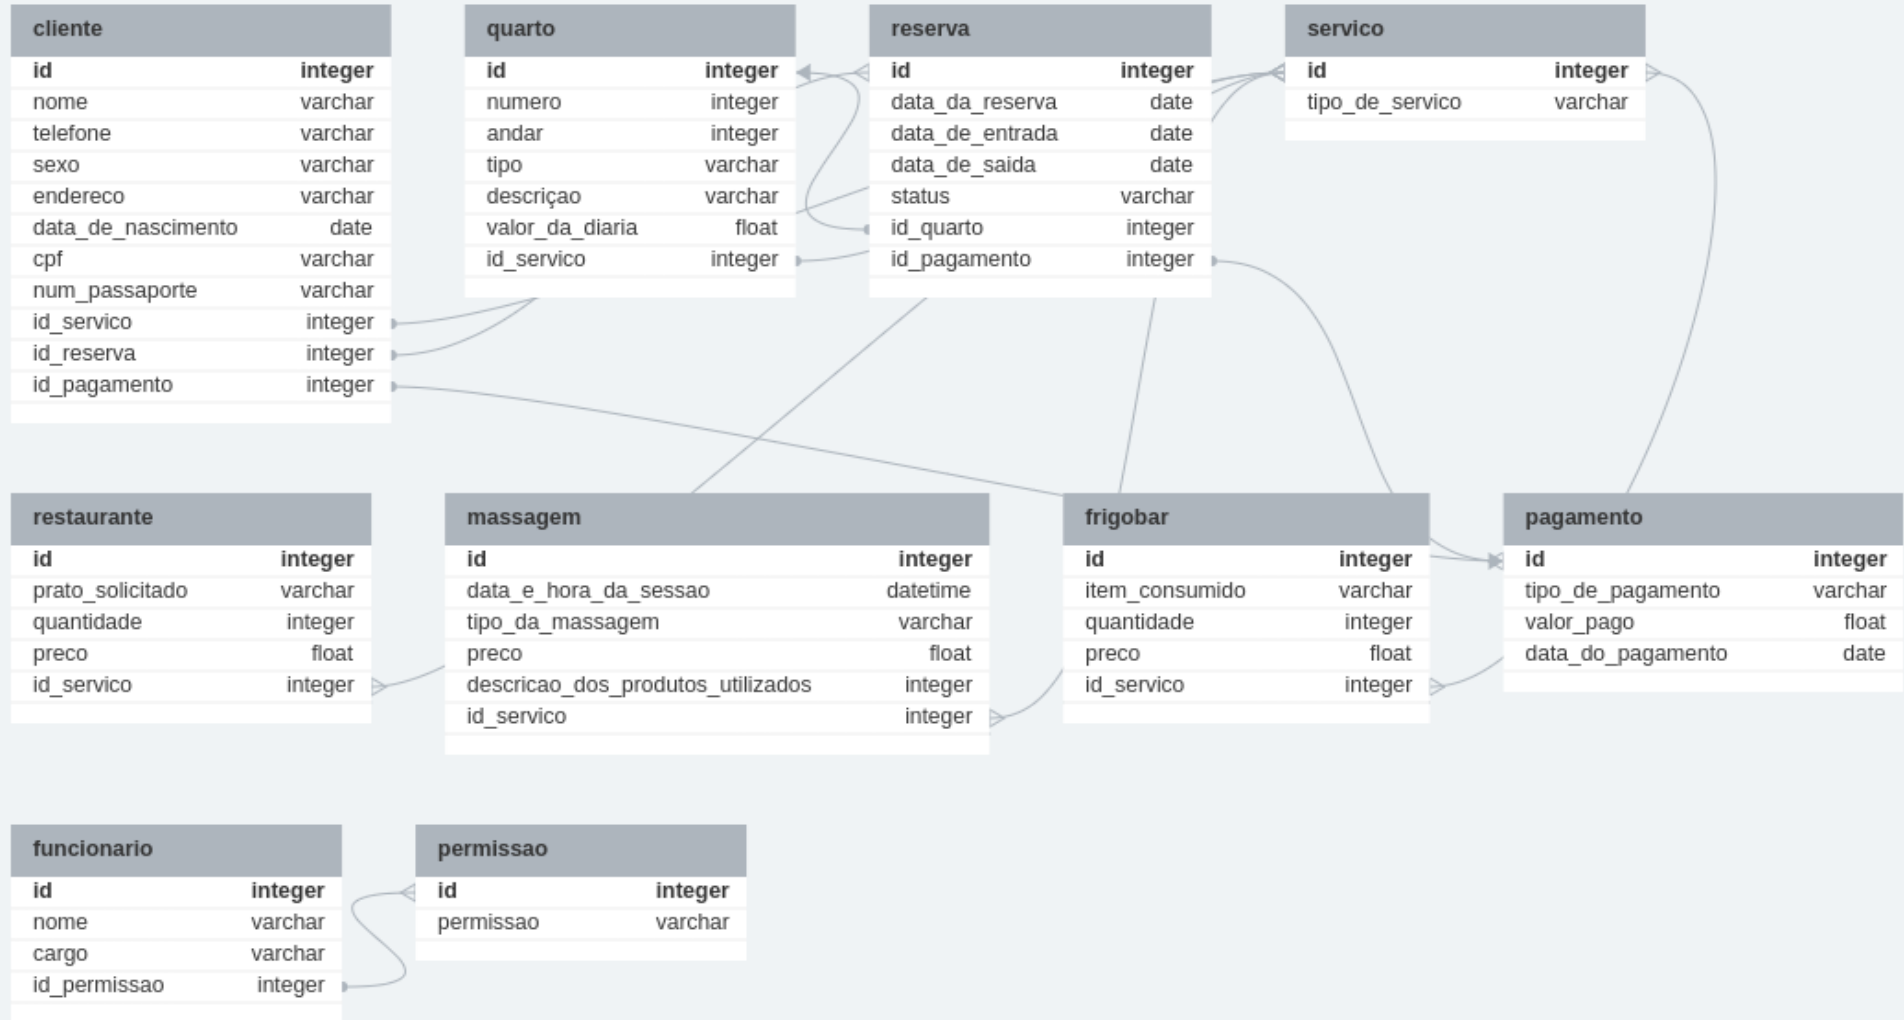 cliente
id integer
nome varchar
telefone varchar
sexo varchar
endereco varchar
data_de_nascimento date
cpf varchar
num_passaporte varchar
id_servico integer
id_reserva integer
id_pagamento integer
quarto
id integer
numero integer
andar integer
tipo varchar
descriçao varchar
valor_da_diaria float
id_servico integer
reserva
id integer
data_da_reserva date
data_de_entrada date
data_de_saida date
status varchar
id_quarto integer
id_pagamento integer
servico
id integer
tipo_de_servico varchar
restaurante
id integer
prato_solicitado varchar
quantidade integer
preco float
id_servico integer
massagem
id integer
data_e_hora_da_sessao datetime
tipo_da_massagem varchar
preco float
descricao_dos_produtos_utilizados integer
id_servico integer
frigobar
id integer
item_consumido varchar
quantidade integer
preco float
id_servico integer
pagamento
id integer
tipo_de_pagamento varchar
valor_pago float
data_do_pagamento date
funcionario
id integer
nome varchar
cargo varchar
id_permissao integer
permissao
id integer
permissao varchar